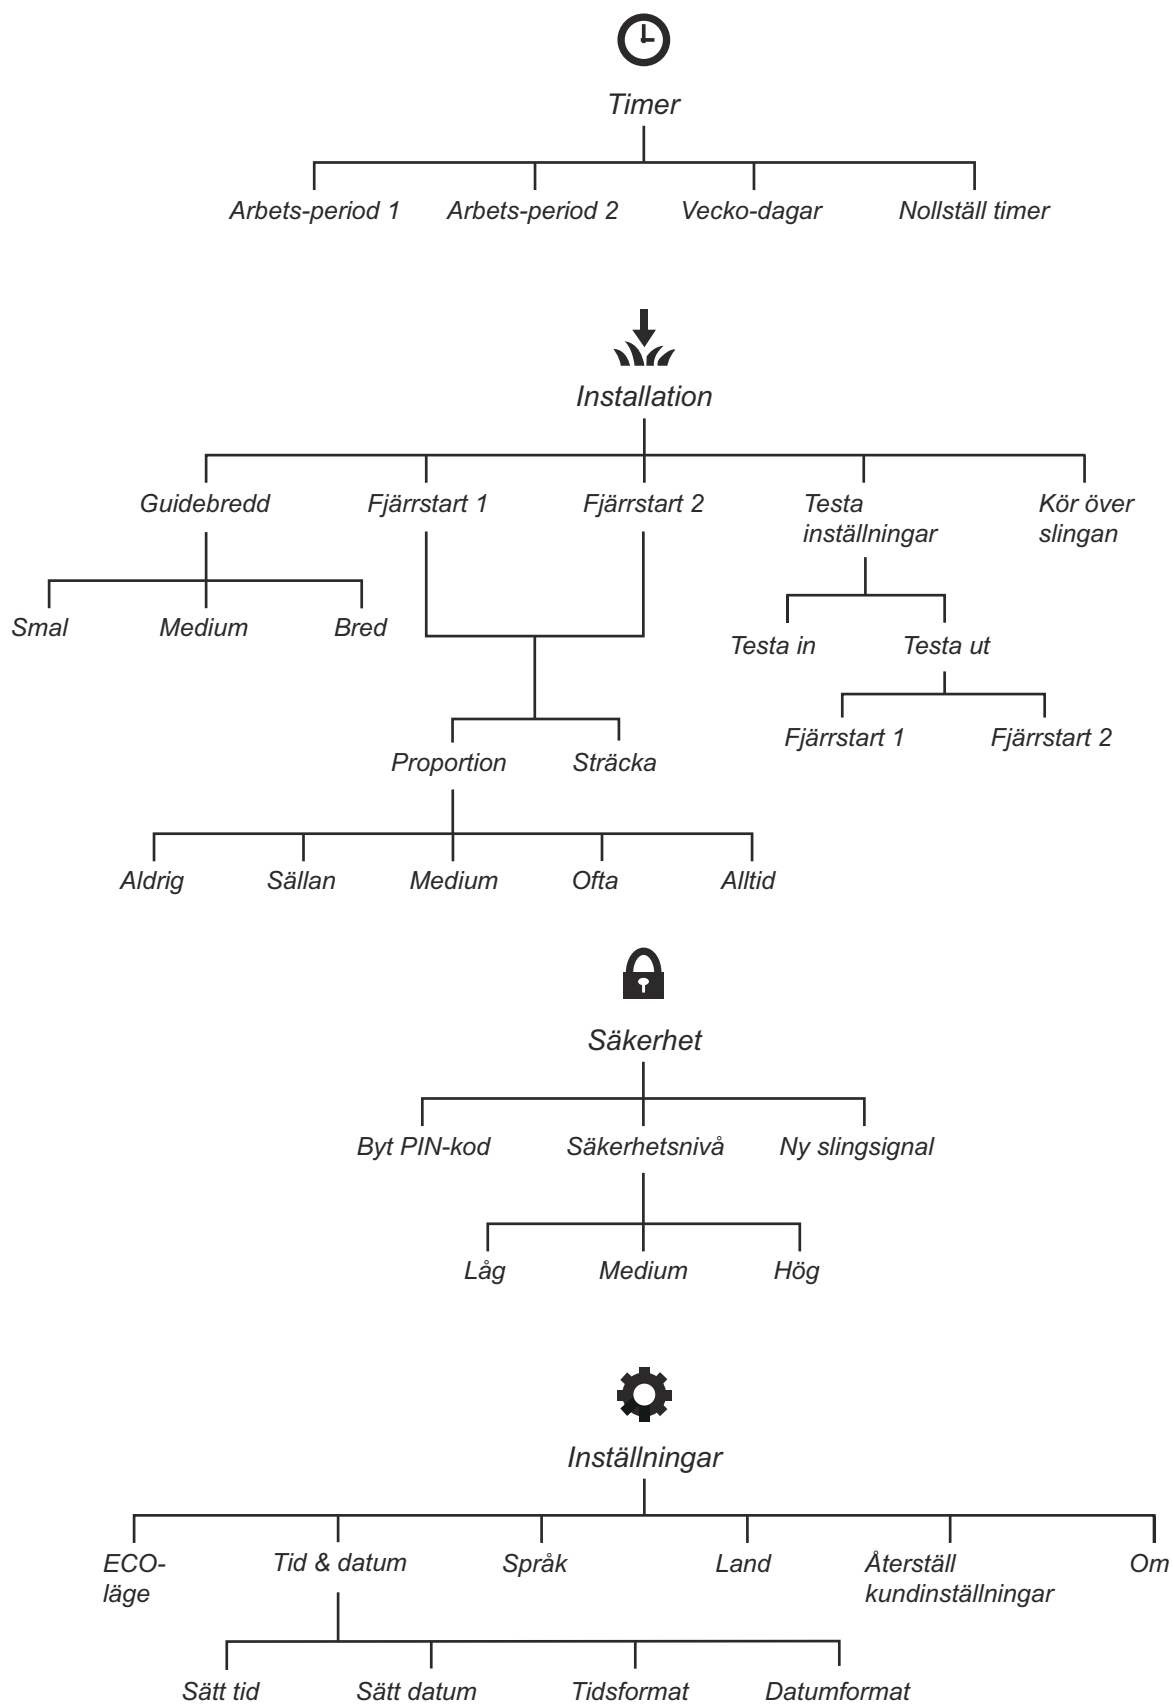 Timer
Arbets-period 1 Arbets-period 2 Vecko-dagar Nollställ timer
Installation
Guidebredd Fjärrstart 1 Fjärrstart 2 Testa inställningar Kör över slingan
Smal Medium Bred
Testa in Testa ut
Fjärrstart 1 Fjärrstart 2
Proportion Sträcka
Aldrig Sällan Medium Ofta Alltid
Säkerhet
Byt PIN-kod Säkerhetsnivå Ny slingsignal
Låg Medium Hög
Inställningar
ECO-läge Tid & datum Språk Land Återställ kundinställningar Om
Sätt tid Sätt datum Tidsformat Datumformat